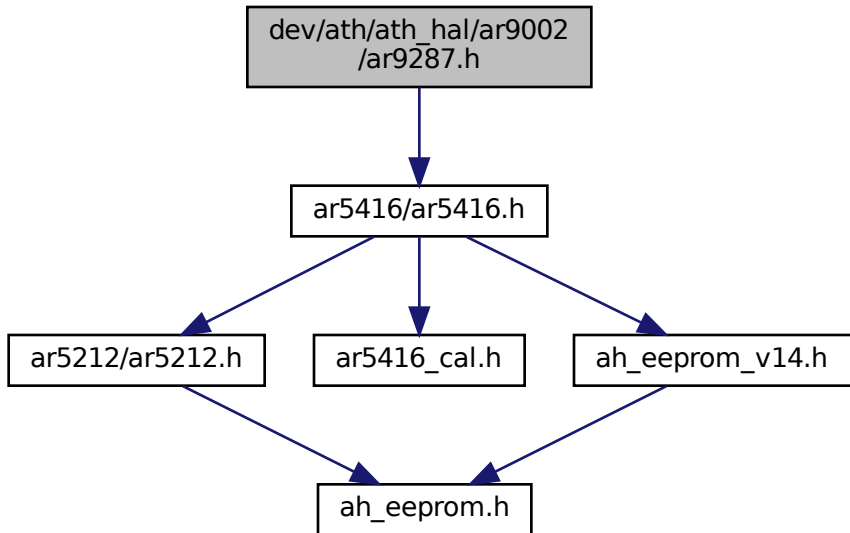 dev/ath/ath_hal/ar9002
/ar9287.h
ar5416/ar5416.h
ar5212/ar5212.h
ar5416_cal.h
ah_eeprom_v14.h
ah_eeprom.h